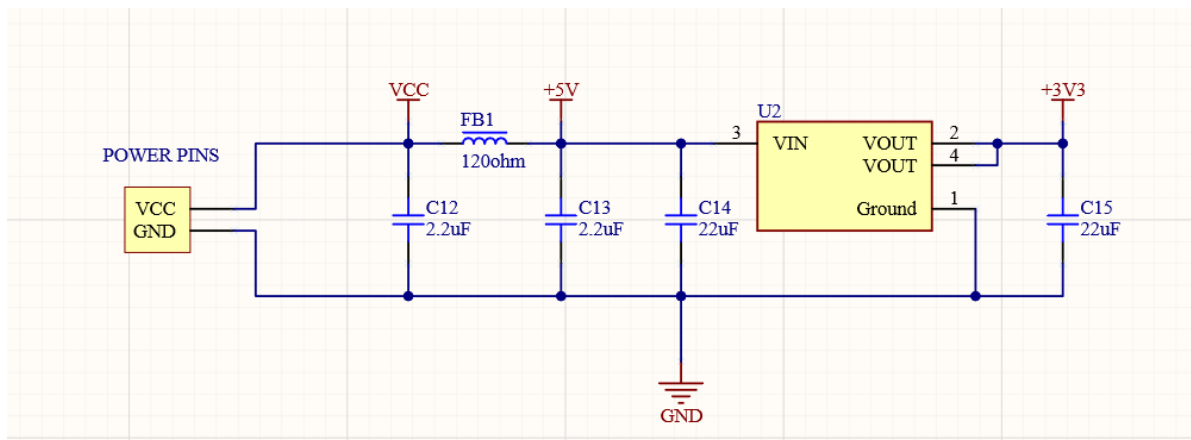 VCC
+5V
+3V3
FB1
120ohm
U2
POWER PINS
VCC
GND
C12
2.2uF
C13
2.2uF
C14
22uF
3
VIN
VOUT
2
VOUT
4
Ground
1
C15
22uF
GND